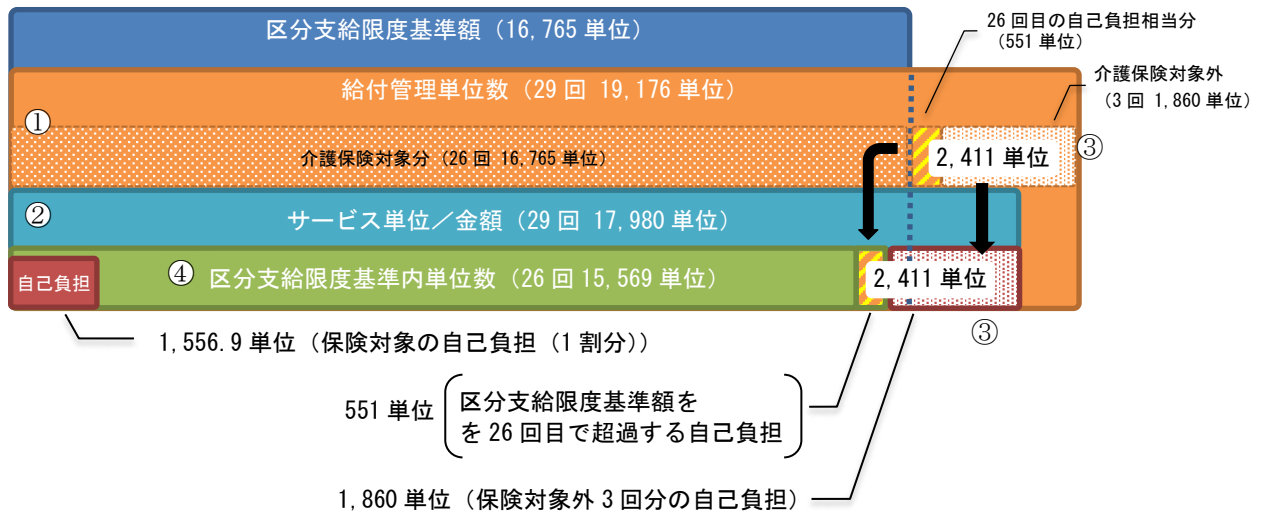 区分支給限度基準額（16,765 単位）
26 回目の自己負担相当分
（551 単位）
給付管理単位数（29 回 19,176 単位）
介護保険対象外
（3 回 1,860 単位）
①
介護保険対象分（26 回 16,765 単位）
2,411 単位
③
②
サービス単位／金額（29 回 17,980 単位）
自己負担
④
区分支給限度基準内単位数（26 回 15,569 単位）
2,411 単位
③
1,556.9 単位（保険対象の自己負担（1 割分））
551 単位
区分支給限度基準額を
を 26 回目で超過する自己負担
1,860 単位（保険対象外 3 回分の自己負担）